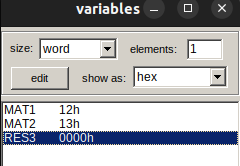 variables
size: word elements: 1
edit show as: hex
MAT1 12h
MAT2 13h
RES3 0000h